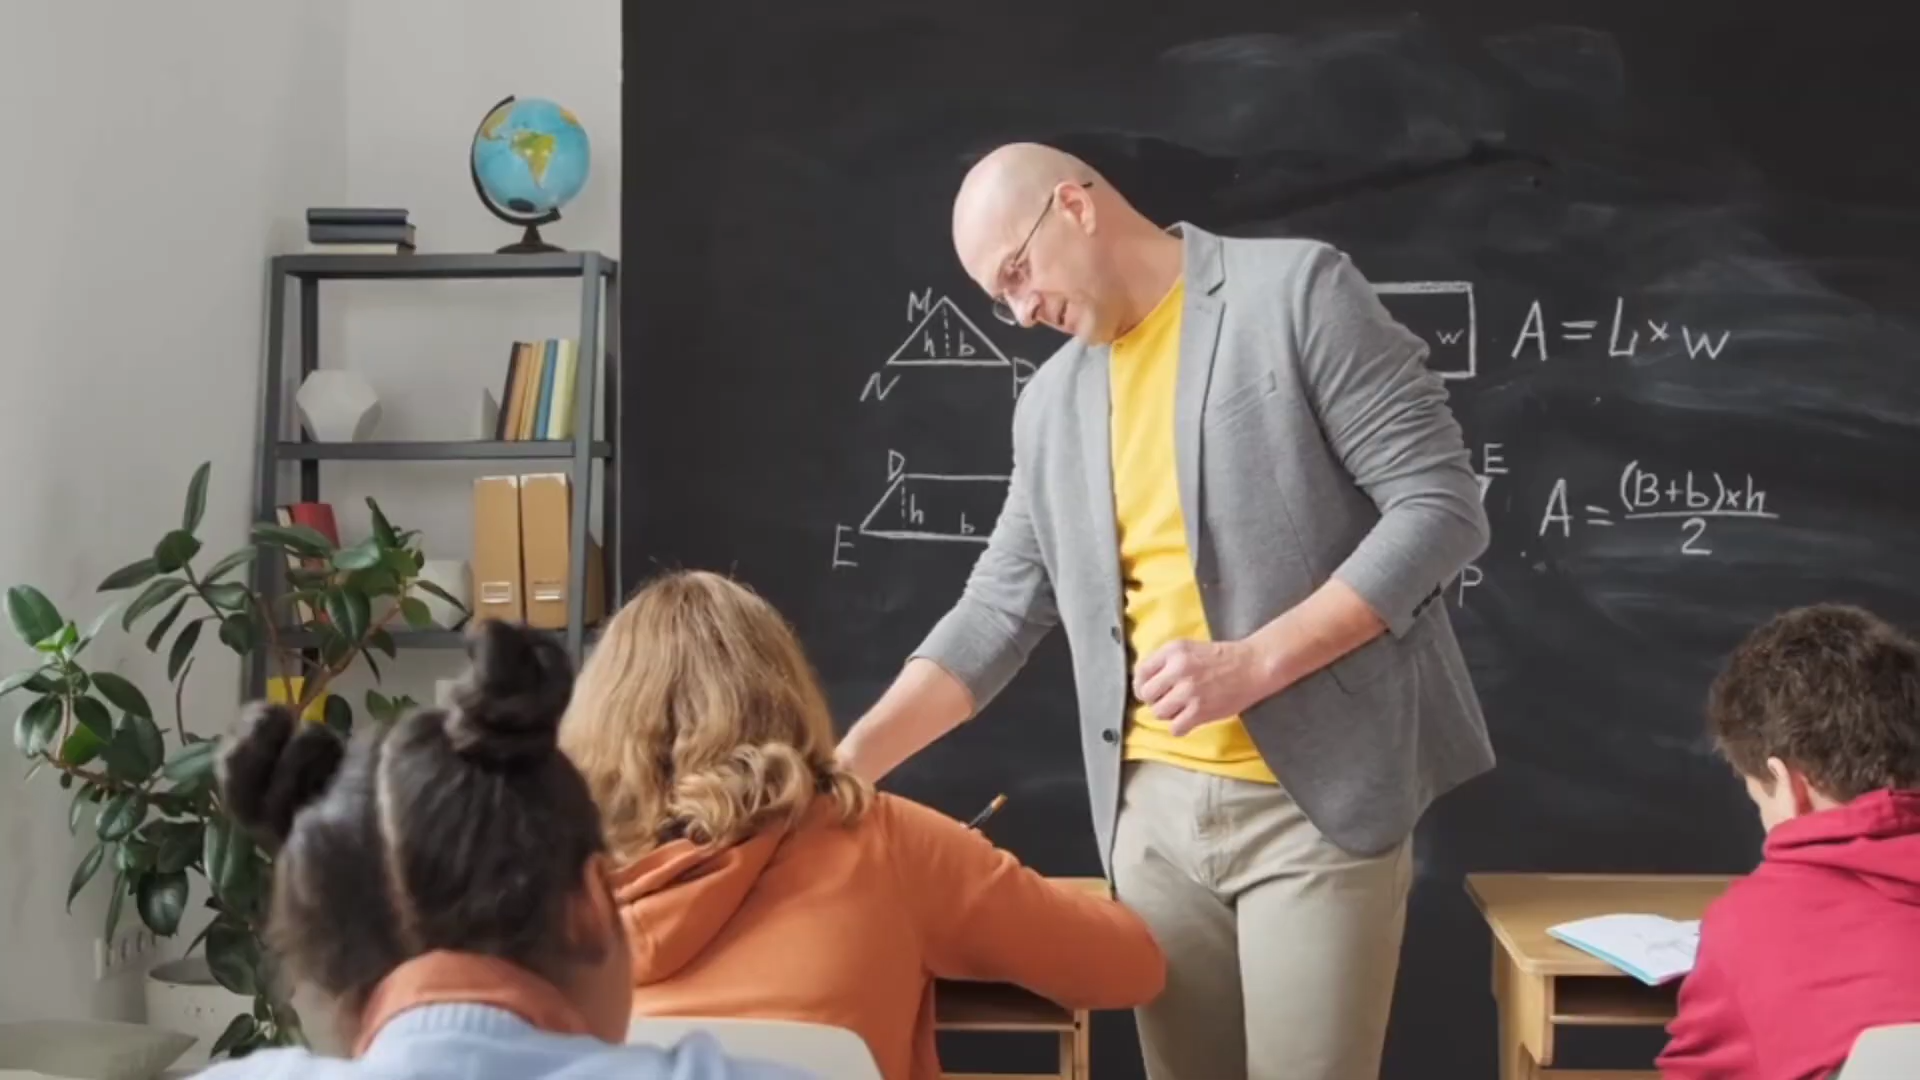 M
h b w A = L × w
N P
D E
h b A = (B+b)×h / 2
E P